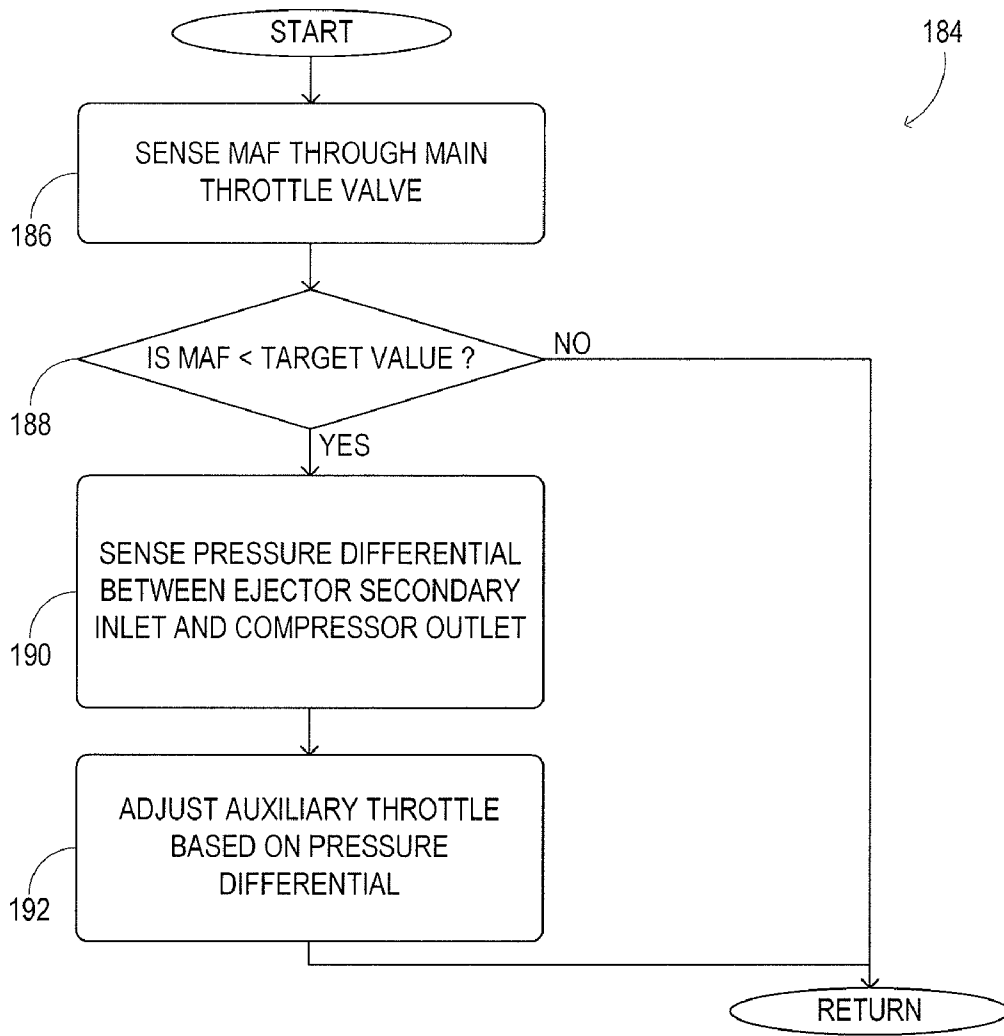 START
184
SENSE MAF THROUGH MAIN
THROTTLE VALVE
186
IS MAF < TARGET VALUE ?
NO
188
YES
SENSE PRESSURE DIFFERENTIAL
BETWEEN EJECTOR SECONDARY
INLET AND COMPRESSOR OUTLET
190
ADJUST AUXILIARY THROTTLE
BASED ON PRESSURE
DIFFERENTIAL
192
RETURN